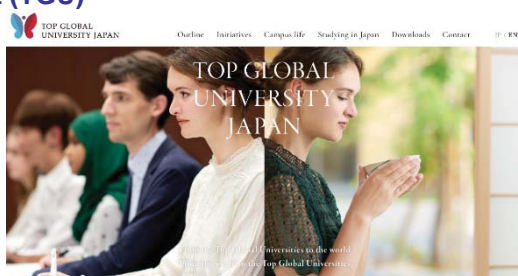 (TGU)
TOP GLOBAL
UNIVERSITY JAPAN
Outline Initiatives Campus life Studying in Japan Downloads Contact JP / EN
TOP GLOBAL
UNIVERSITY
JAPAN
Top Global Universities to the world
the Top Global Universities